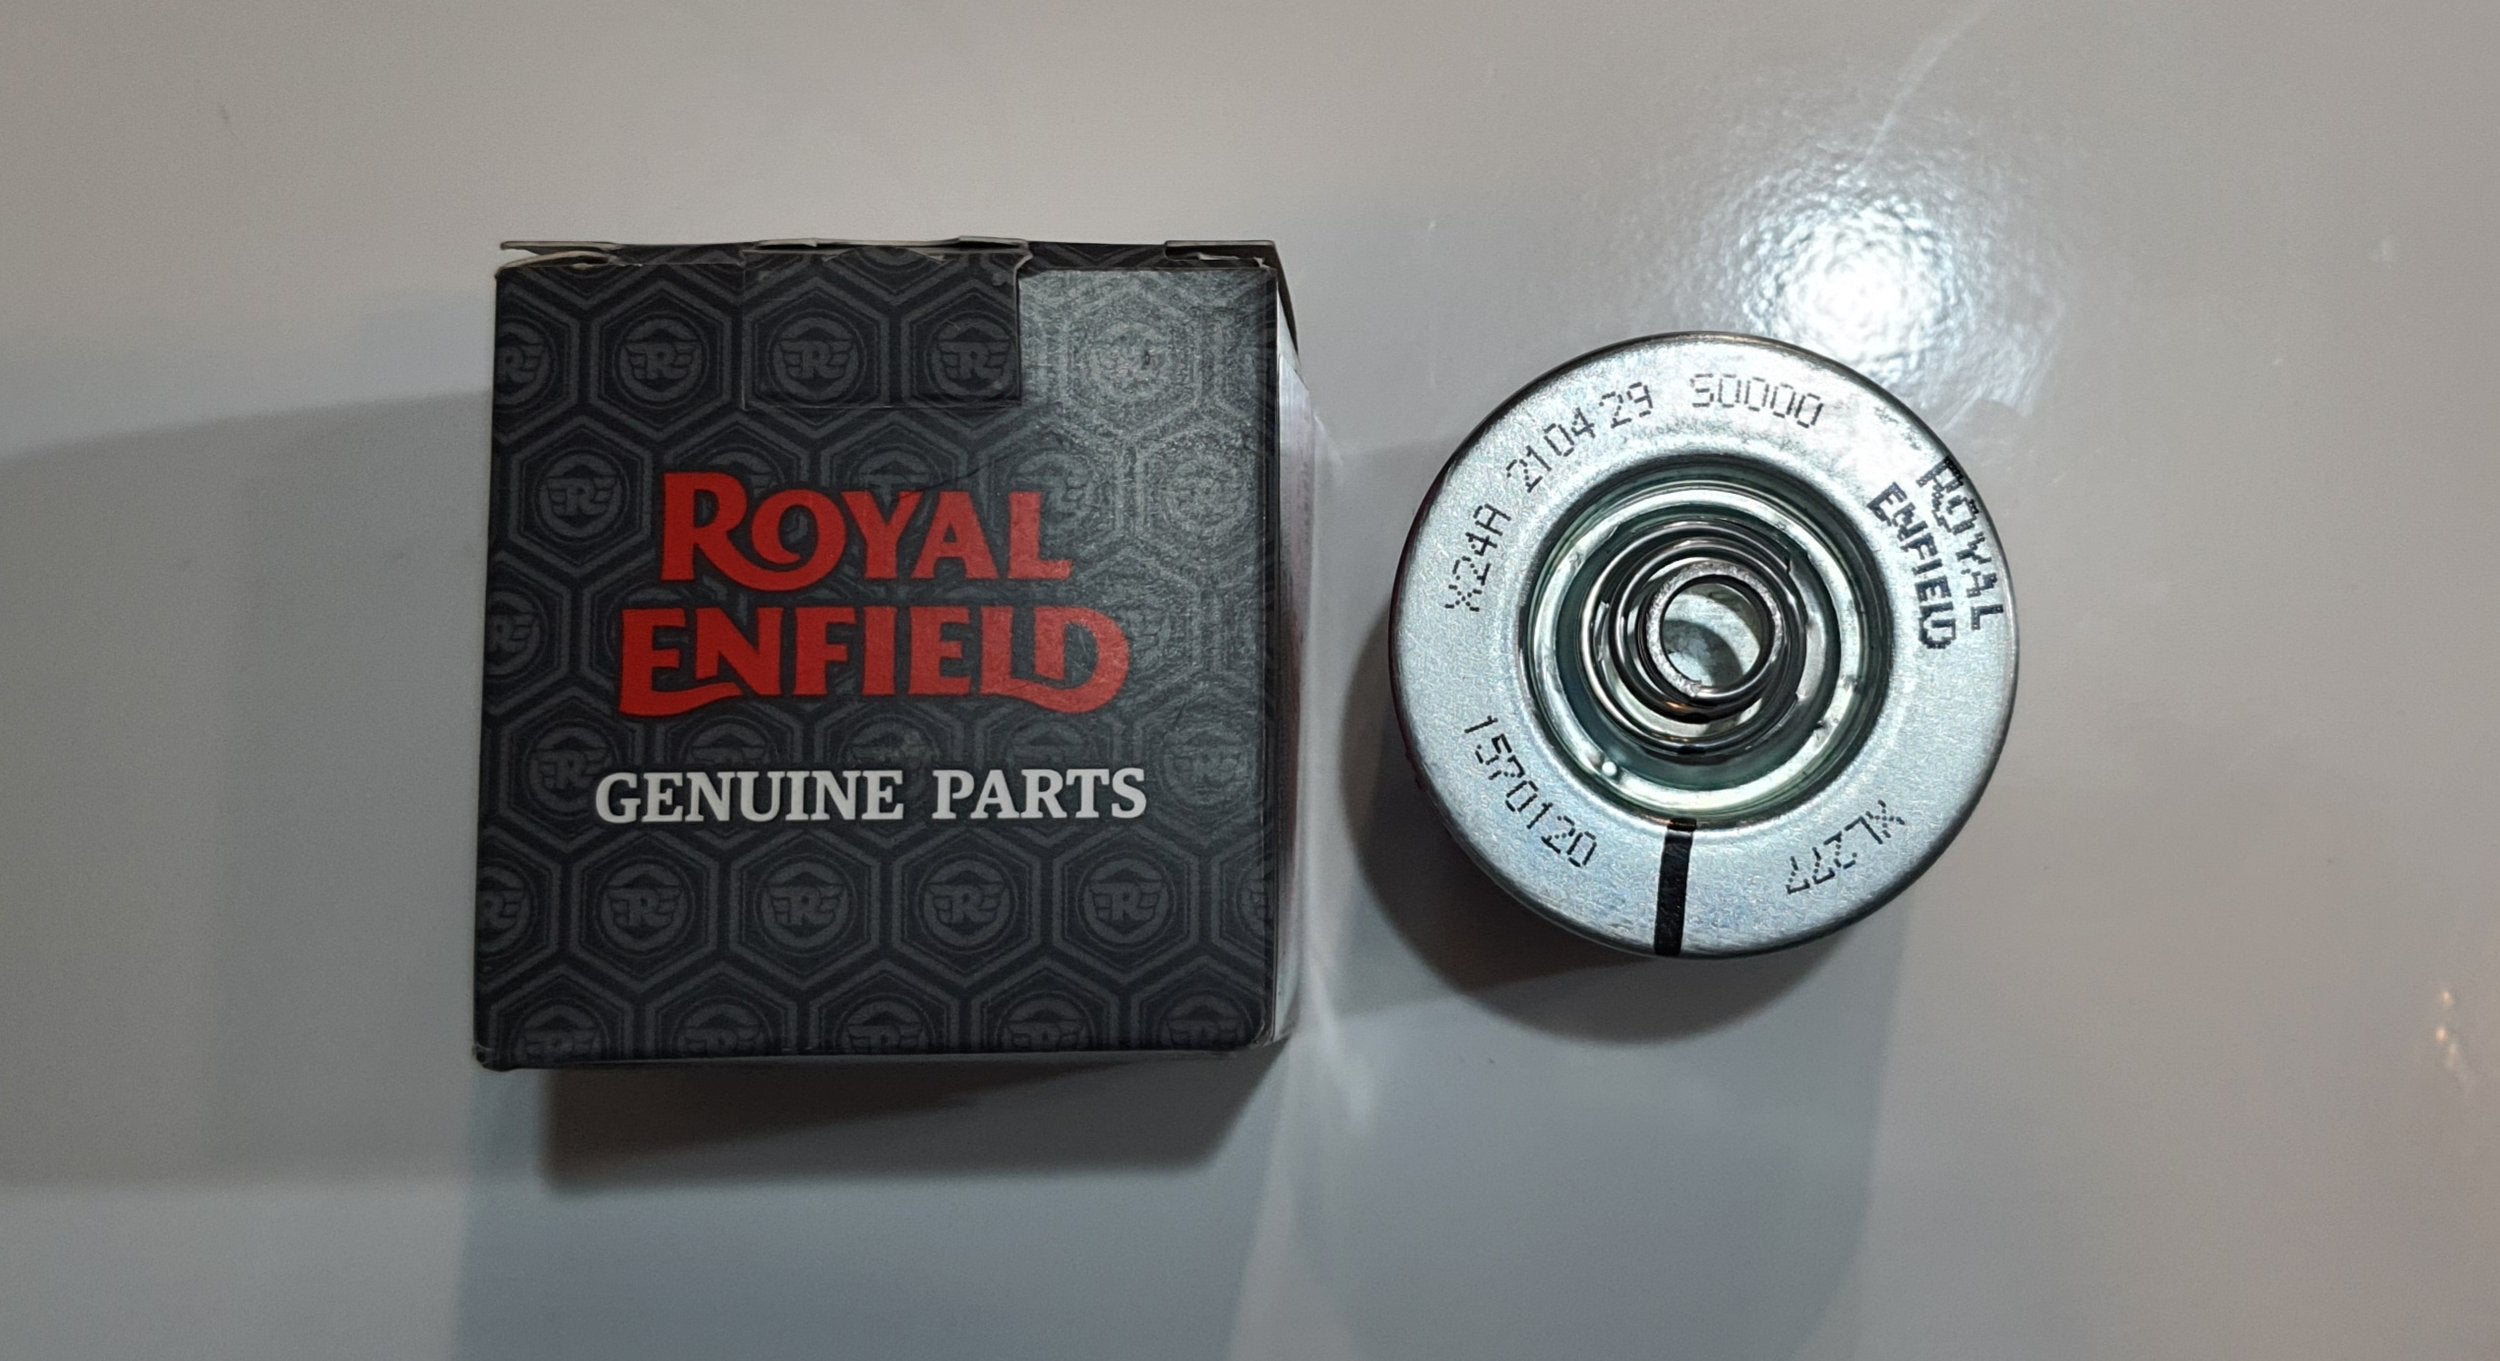 ROYAL
ENFIELD
GENUINE PARTS
X24A 210429 S0000
ROYAL
ENFIELD
1570120
XL277